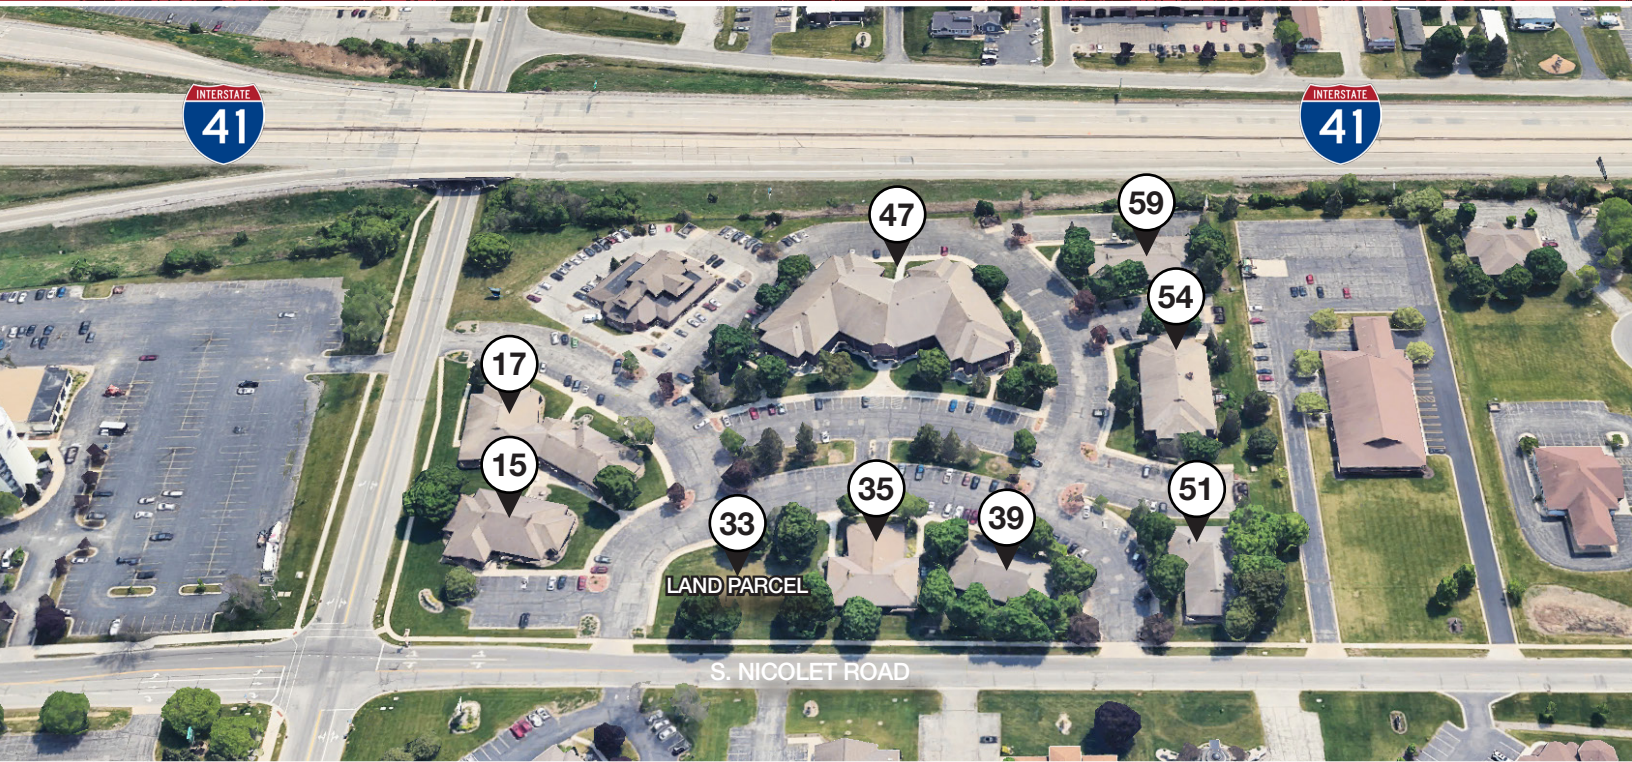 INTERSTATE
41
INTERSTATE
41
47
59
54
17
15
33
35
39
51
LAND PARCEL
S. NICOLET ROAD